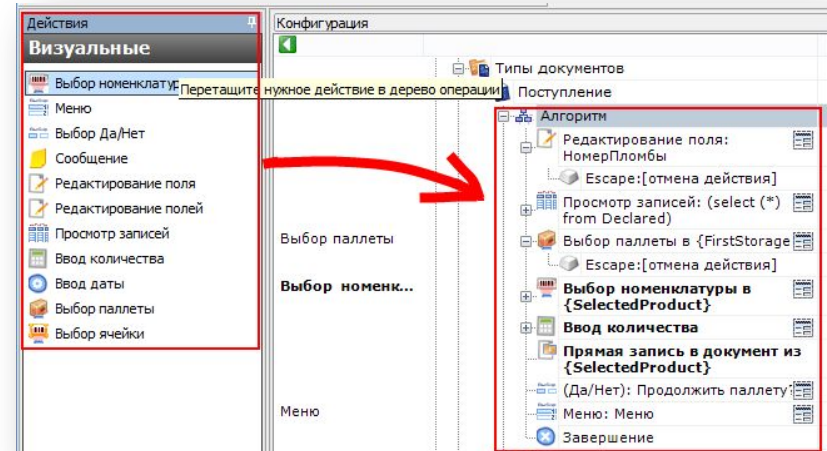 Действия
Визуальные
Выбор номенклатур
Перетащите нужное действие в дерево операции
Меню
Выбор Да/Нет
Сообщение
Редактирование поля
Редактирование полей
Просмотр записей
Ввод количества
Ввод даты
Выбор паллеты
Выбор ячейки
Конфигурация
Типы документов
Поступление
Алгоритм
Редактирование поля:
НомерПломбы
Escape:[отмена действия]
Просмотр записей: (select (*)
from Declared)
Выбор паллеты
Выбор паллеты в {FirstStorage
Escape:[отмена действия]
Выбор номенк...
Выбор номенклатуры в
{SelectedProduct}
Ввод количества
Прямая запись в документ из
{SelectedProduct}
(Да/Нет): Продолжить паллету?
Меню
Меню: Меню
Завершение